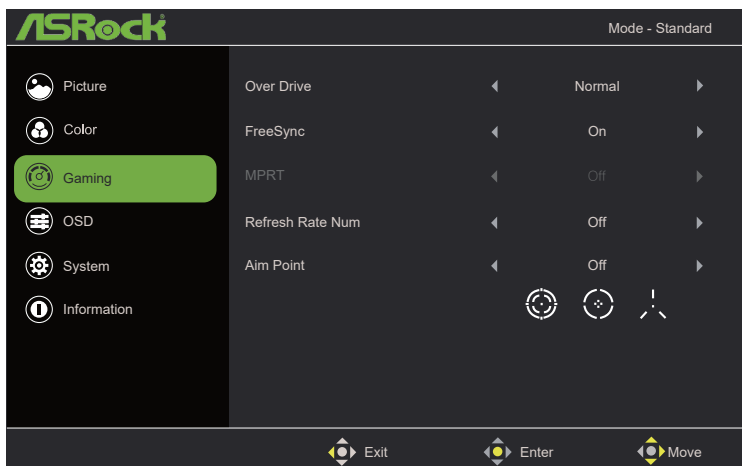 ASRock
Mode - Standard
Picture
Over Drive Normal
Color
FreeSync On
Gaming
MPRT Off
OSD
Refresh Rate Num Off
System
Aim Point Off
Information
Exit Enter Move